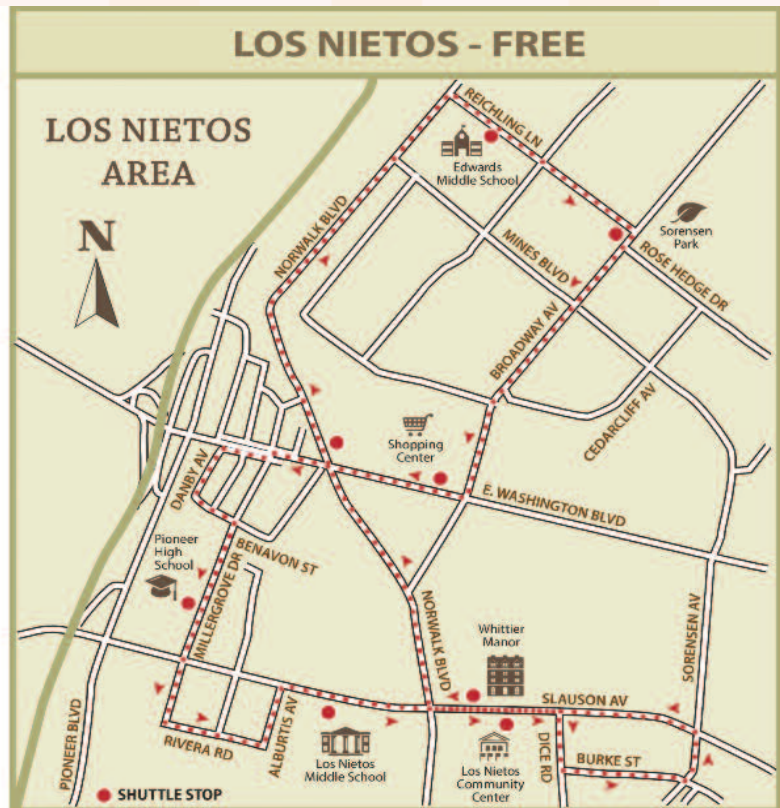 LOS NIETOS - FREE
LOS NIETOS
AREA
N
REICHLING LN
Edwards
Middle School
NORWALK BLVD
Sorensen
Park
MINES BLVD
ROSE HEDGE DR
BROADWAY AV
CEDARCLIFF AV
Shopping
Center
E. WASHINGTON BLVD
DANBY AV
Pioneer
High
School
BENAVON ST
MILLERGROVE DR
NORWALK BLVD
Whittier
Manor
SORENSEN AV
SLAUSON AV
ALBURTIS AV
PIONEER BLVD
RIVERA RD
Los Nietos
Middle School
Los Nietos
Community
Center
DICE RD
BURKE ST
SHUTTLE STOP